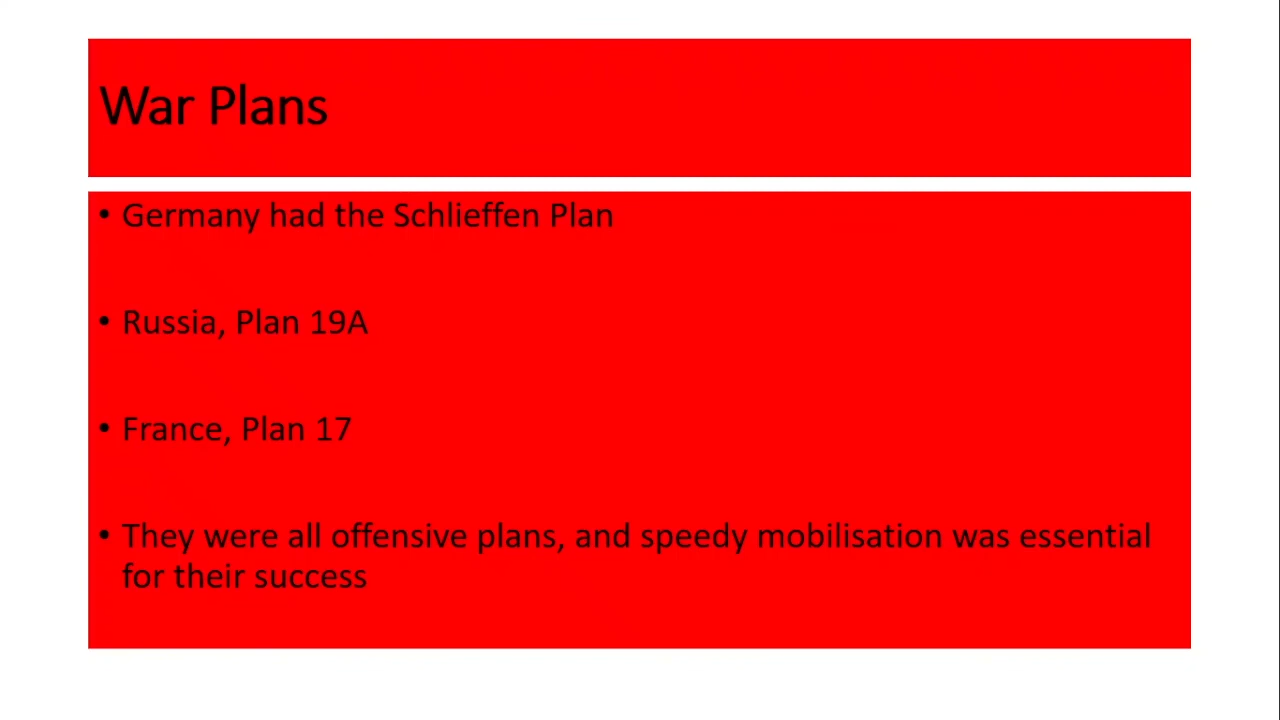 War Plans
• Germany had the Schlieffen Plan
• Russia, Plan 19A
• France, Plan 17
• They were all offensive plans, and speedy mobilisation was essential
for their success